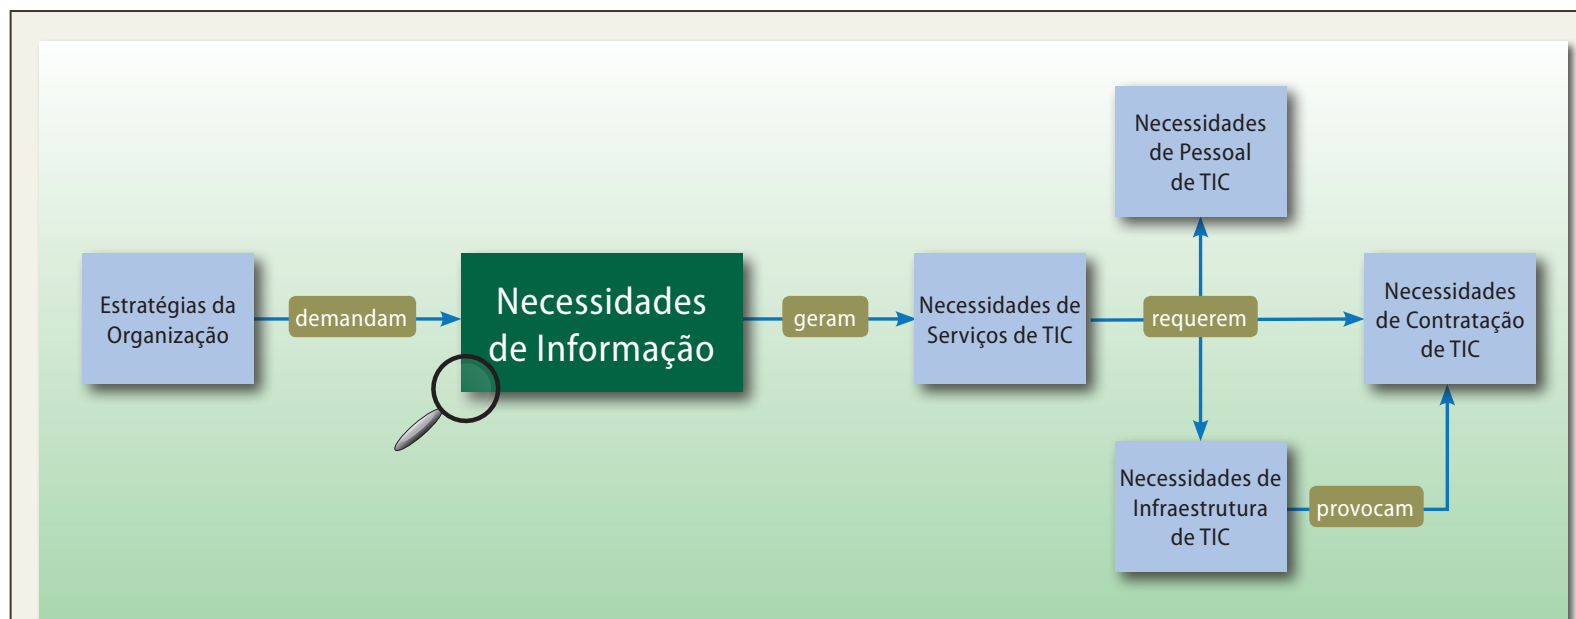 Necessidades
de Pessoal
de TIC
Estratégias da
Organização
demandam
Necessidades
de Informação
geram
Necessidades de
Serviços de TIC
requerem
Necessidades
de Contratação
de TIC
Necessidades de
Infraestrutura
de TIC
provocam